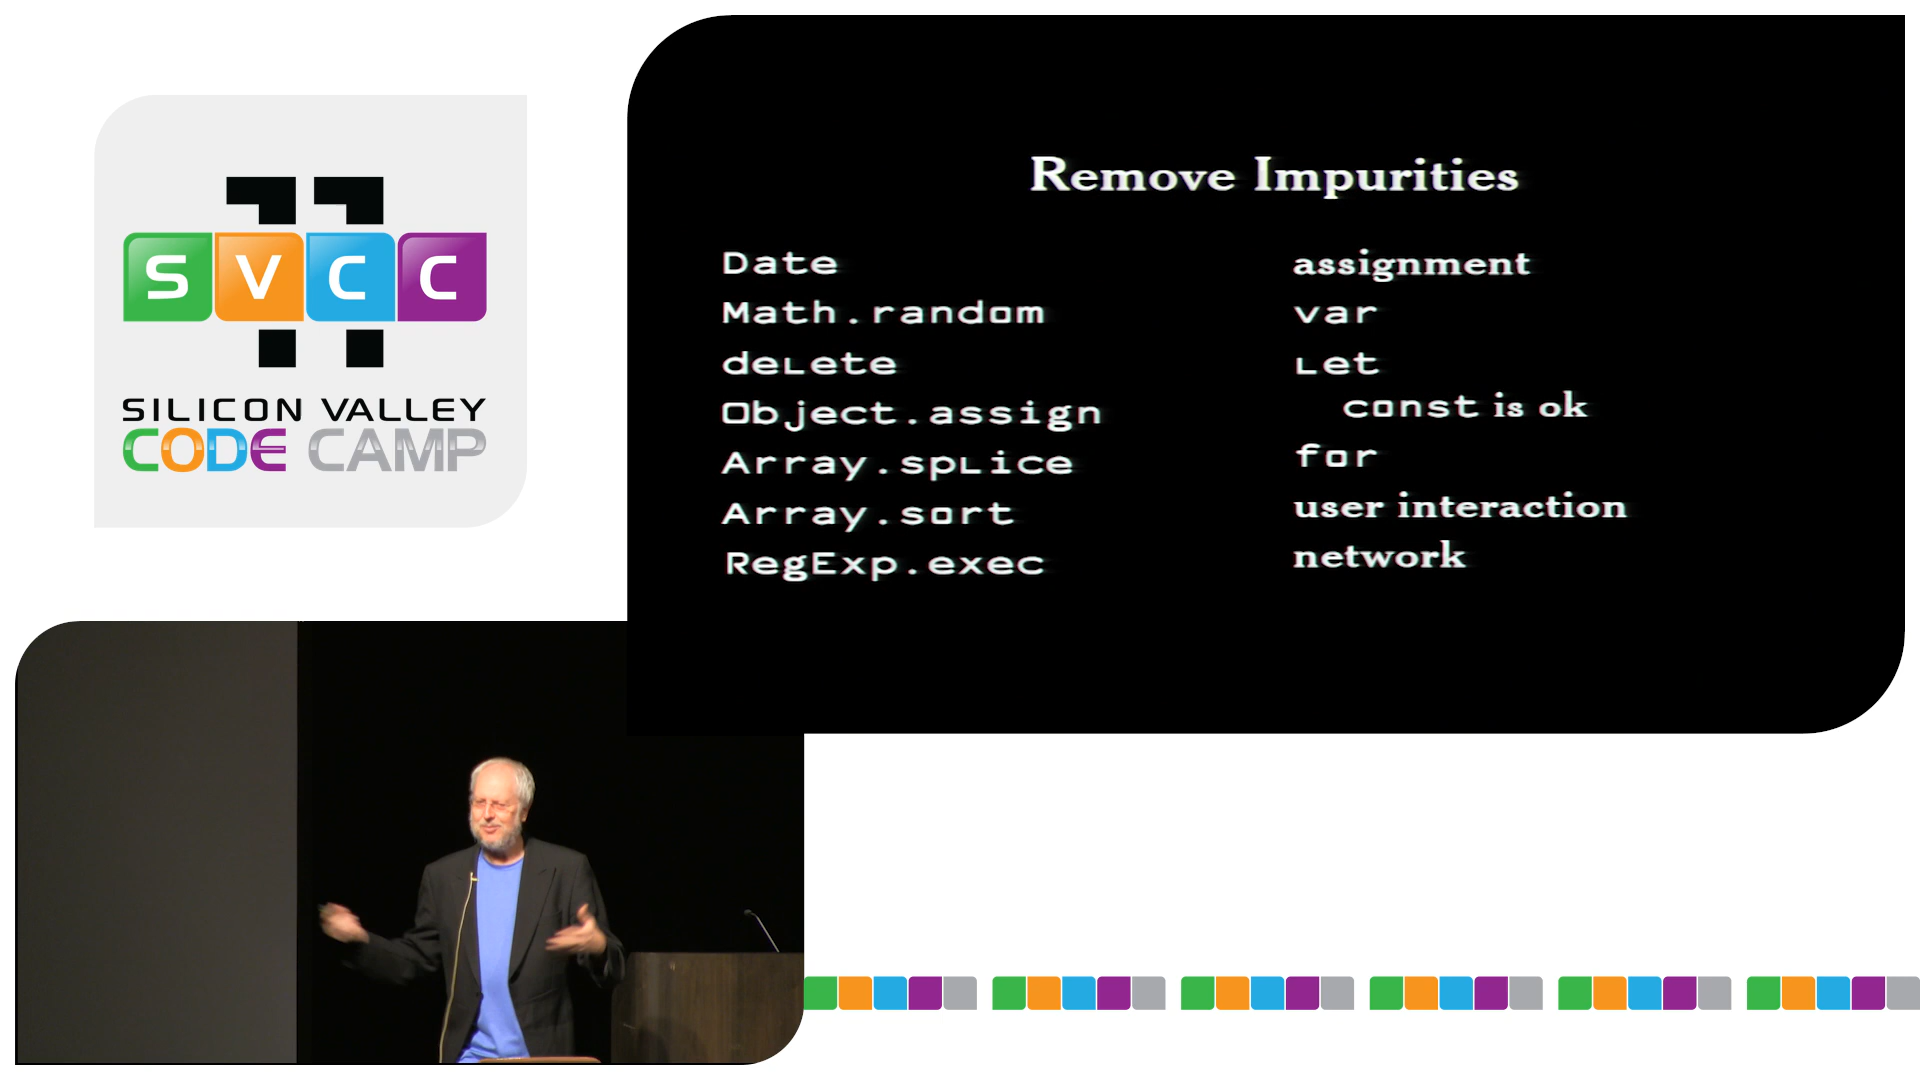 SVCC
SILICON VALLEY
CODE CAMP
Remove Impurities
Date
Math.random
delete
Object.assign
Array.splice
Array.sort
RegExp.exec
assignment
var
let
const is ok
for
user interaction
network